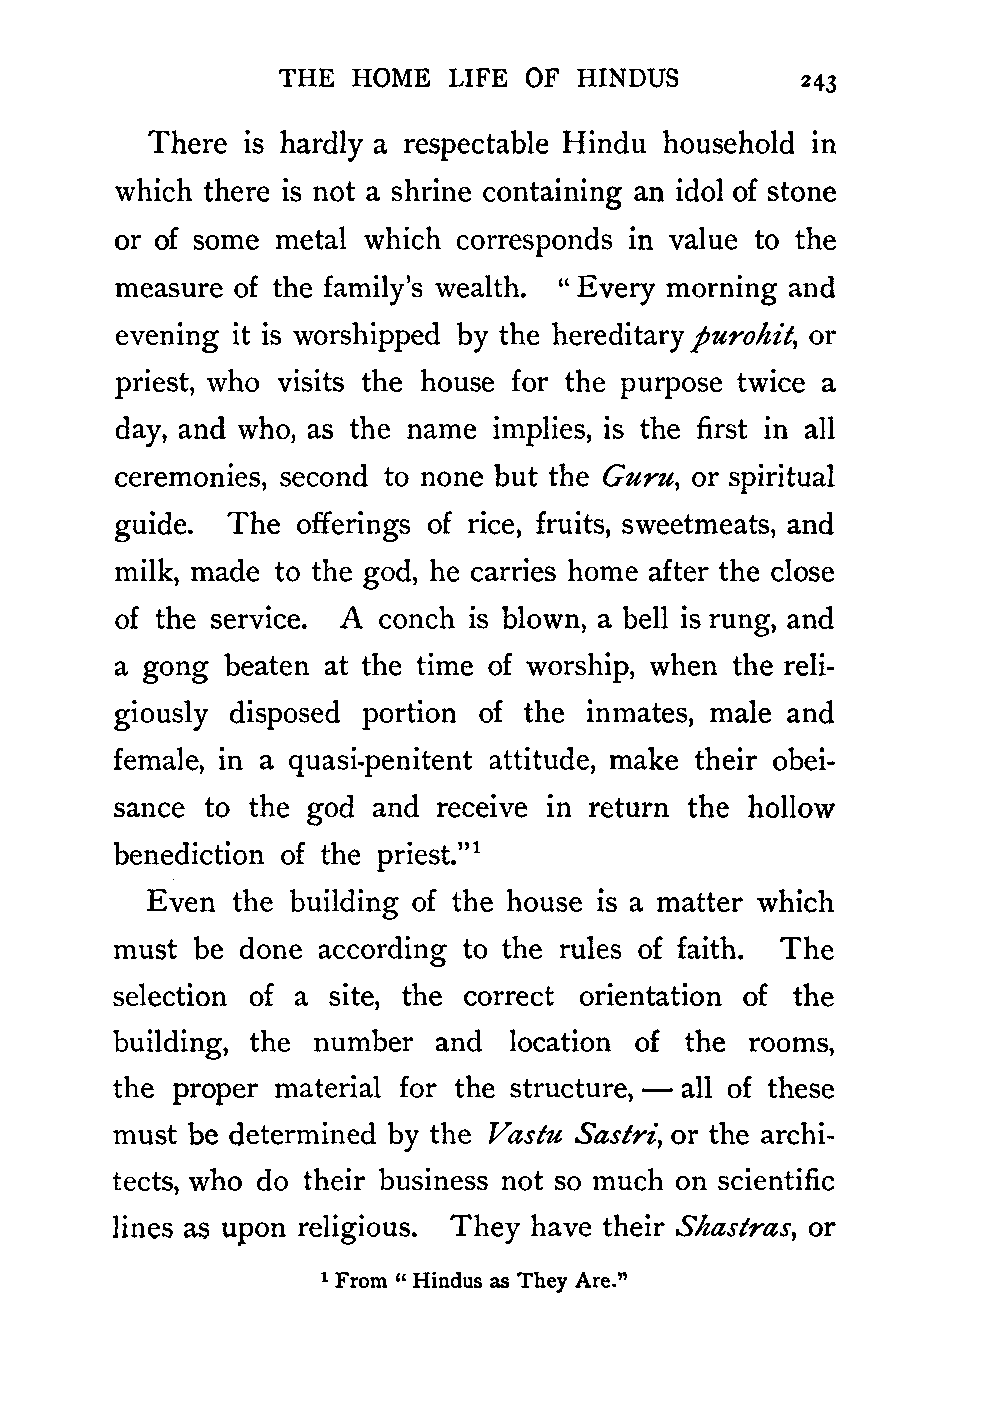 THE HOME LIFE OF HINDUS 243
There is hardly a respectable Hindu household in
which there is not a shrine containing an idol of stone
or of some metal which corresponds in value to the
measure of the family's wealth. “Every morning and
evening it is worshipped by the hereditary purohit, or
priest, who visits the house for the purpose twice a
day, and who, as the name implies, is the first in all
ceremonies, second to none but the Guru, or spiritual
guide. The offerings of rice, fruits, sweetmeats, and
milk, made to the god, he carries home after the close
of the service. A conch is blown, a bell is rung, and
a gong beaten at the time of worship, when the reli-
giously disposed portion of the inmates, male and
female, in a quasi-penitent attitude, make their obei-
sance to the god and receive in return the hollow
benediction of the priest.”¹
Even the building of the house is a matter which
must be done according to the rules of faith. The
selection of a site, the correct orientation of the
building, the number and location of the rooms,
the proper material for the structure, — all of these
must be determined by the Vastu Sastri, or the archi-
tects, who do their business not so much on scientific
lines as upon religious. They have their Shastras, or
¹ From “Hindus as They Are.”